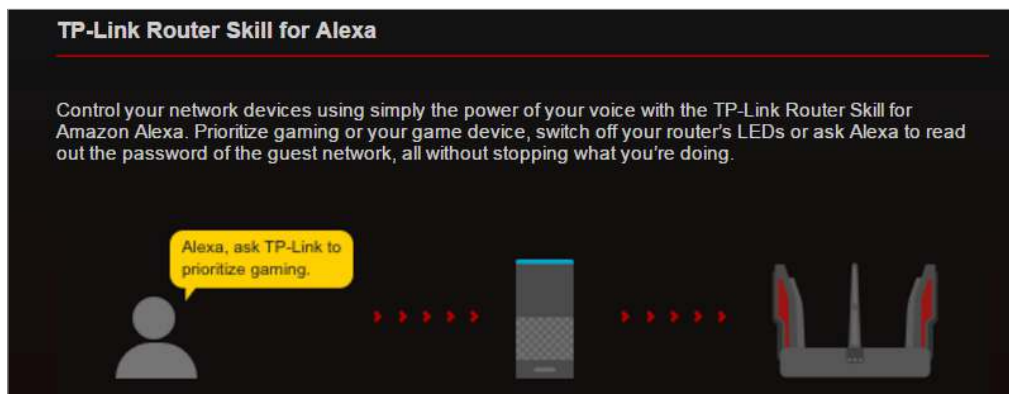 TP-Link Router Skill for Alexa
Control your network devices using simply the power of your voice with the TP-Link Router Skill for
Amazon Alexa. Prioritize gaming or your game device, switch off your router's LEDs or ask Alexa to read
out the password of the guest network, all without stopping what you're doing.
Alexa, ask TP-Link to
prioritize gaming.